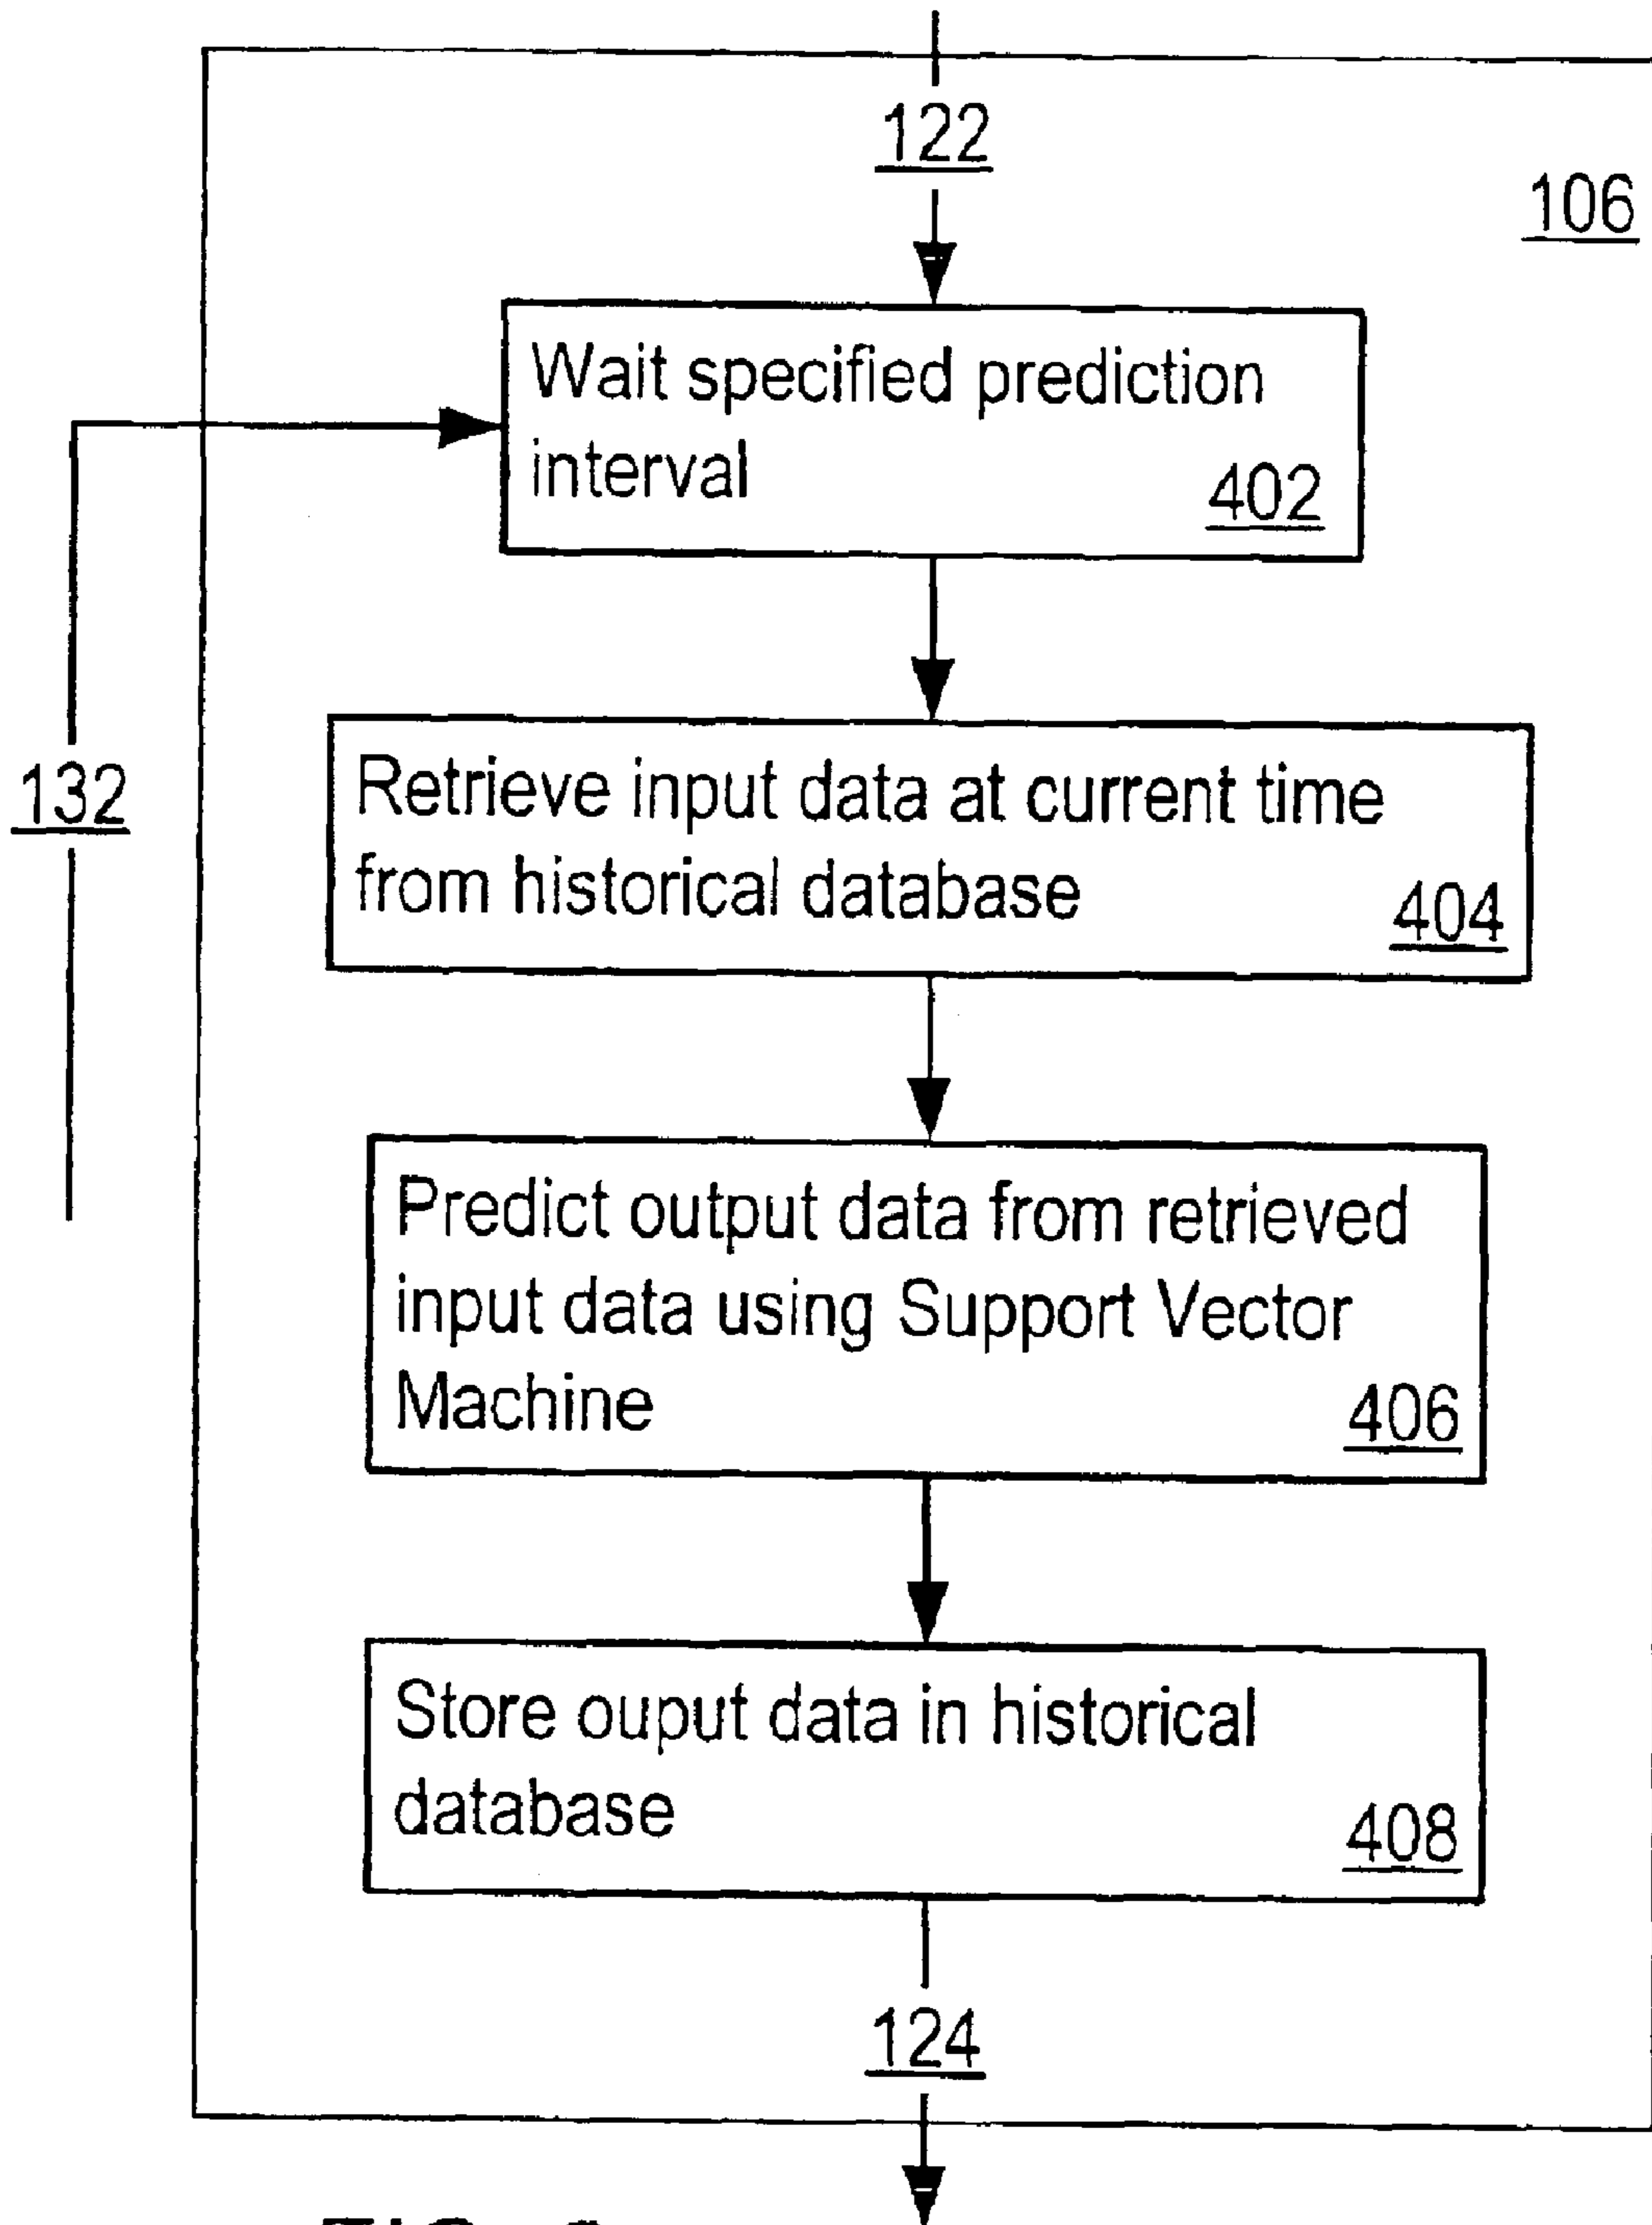 122
106
Wait specified prediction
interval
402
132
Retrieve input data at current time
from historical database
404
Predict output data from retrieved
input data using Support Vector
Machine
406
Store ouput data in historical
database
408
124